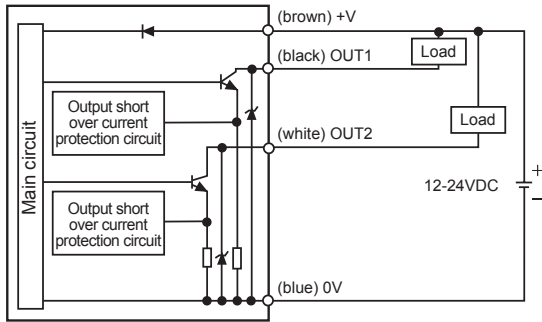 (brown) +V
(black) OUT1
Load
Output short
over current
protection circuit
Load
(white) OUT2
Main circuit
12-24VDC
+
−
Output short
over current
protection circuit
(blue) 0V